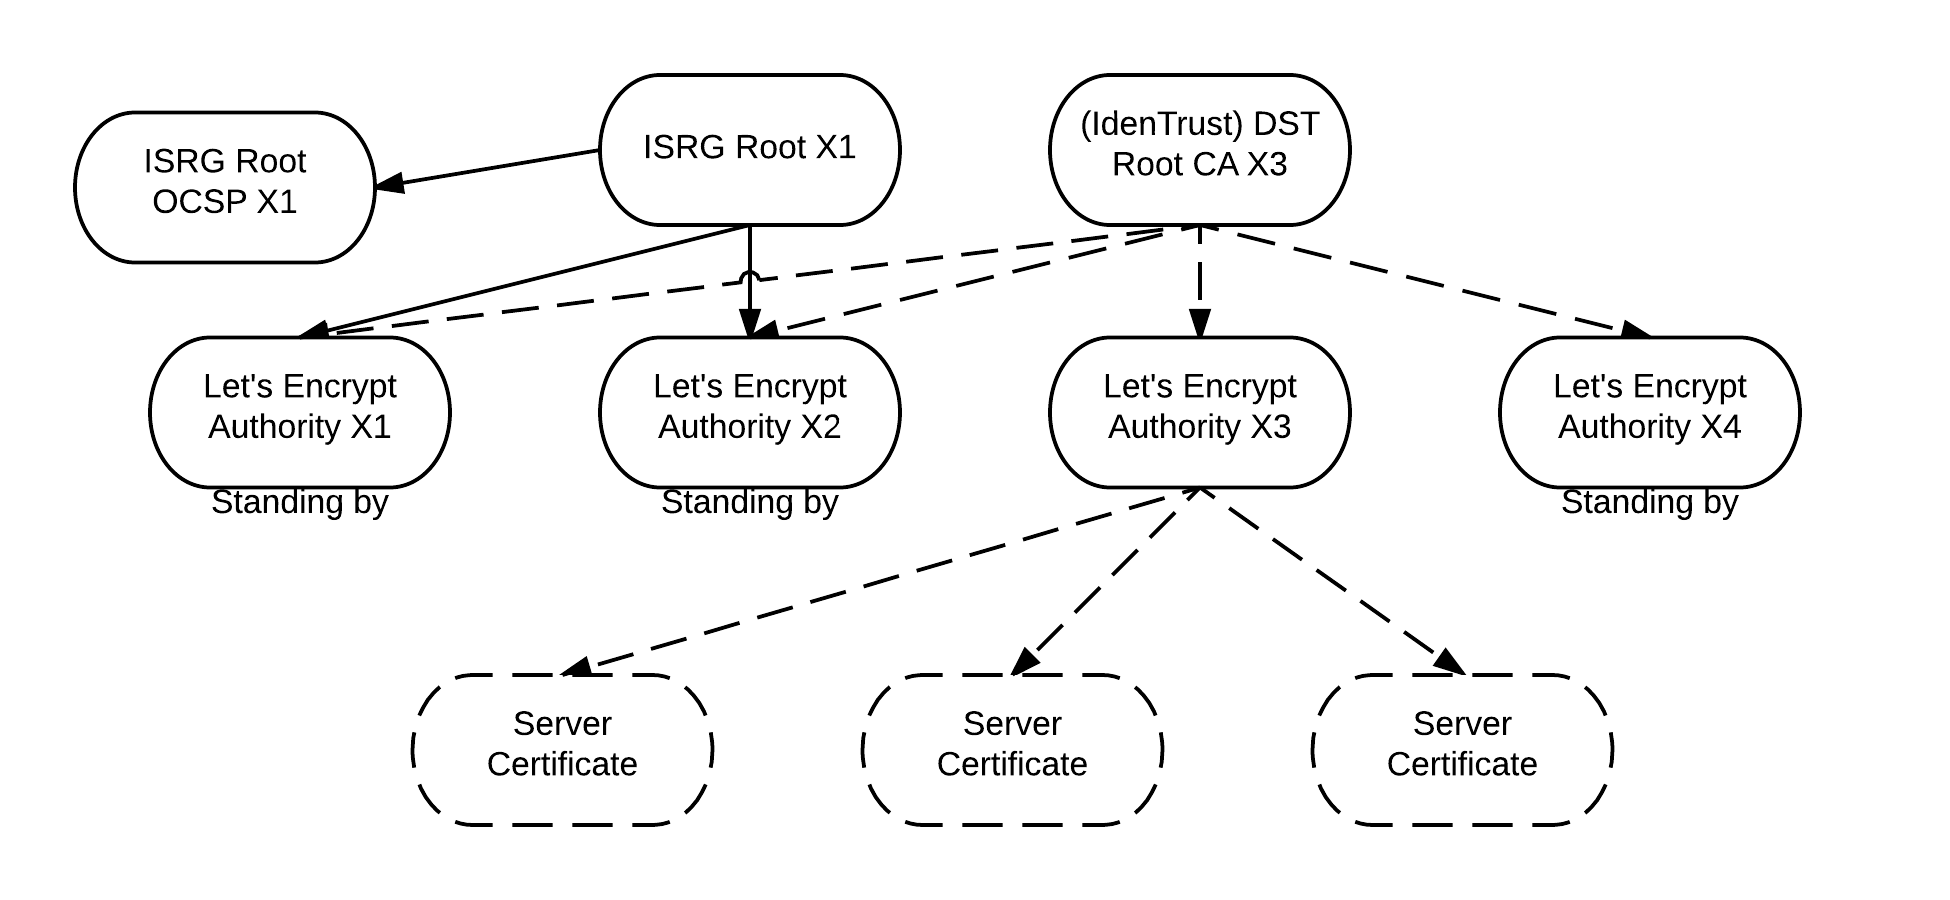 ISRG Root
OCSP X1
ISRG Root X1
(IdenTrust) DST
Root CA X3
Let's Encrypt
Authority X1
Standing by
Let's Encrypt
Authority X2
Standing by
Let's Encrypt
Authority X3
Let's Encrypt
Authority X4
Standing by
Server
Certificate
Server
Certificate
Server
Certificate